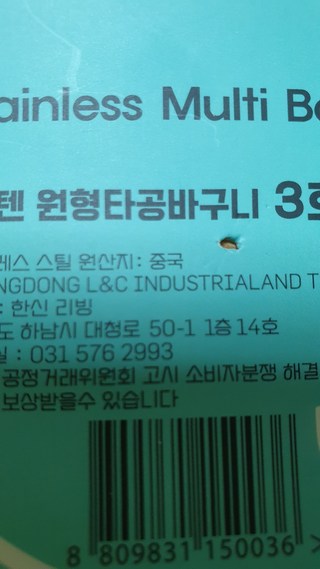 ainless Multi Ba
텐 원형타공바구니 3호
레스 스틸 원산지: 중국
NGDONG L&C INDUSTRIALAND T
: 한신 리빙
도 하남시 대청로 50-1 1층 14호
실 : 031 576 2993
공정거래위원회 고시 소비자분쟁 해결
보상받을수 있습니다
8 809831 150036 >